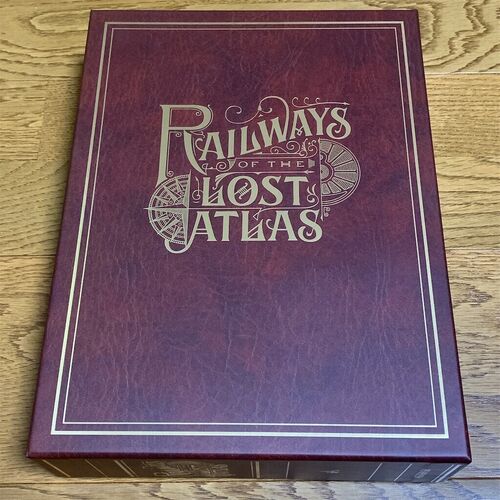 RAILWAYS
OF THE
LOST
ATLAS